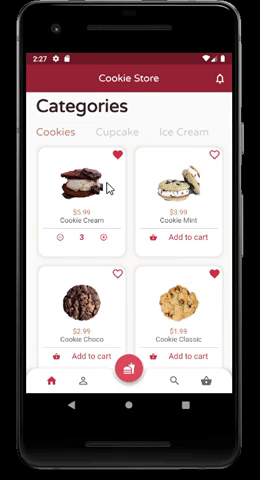 2:27
Cookie Store
Categories
Cookies Cupcake Ice Cream
$5.99
Cookie Cream
3
$3.99
Cookie Mint
Add to cart
$2.99
Cookie Choco
Add to cart
$1.99
Cookie Classic
Add to cart